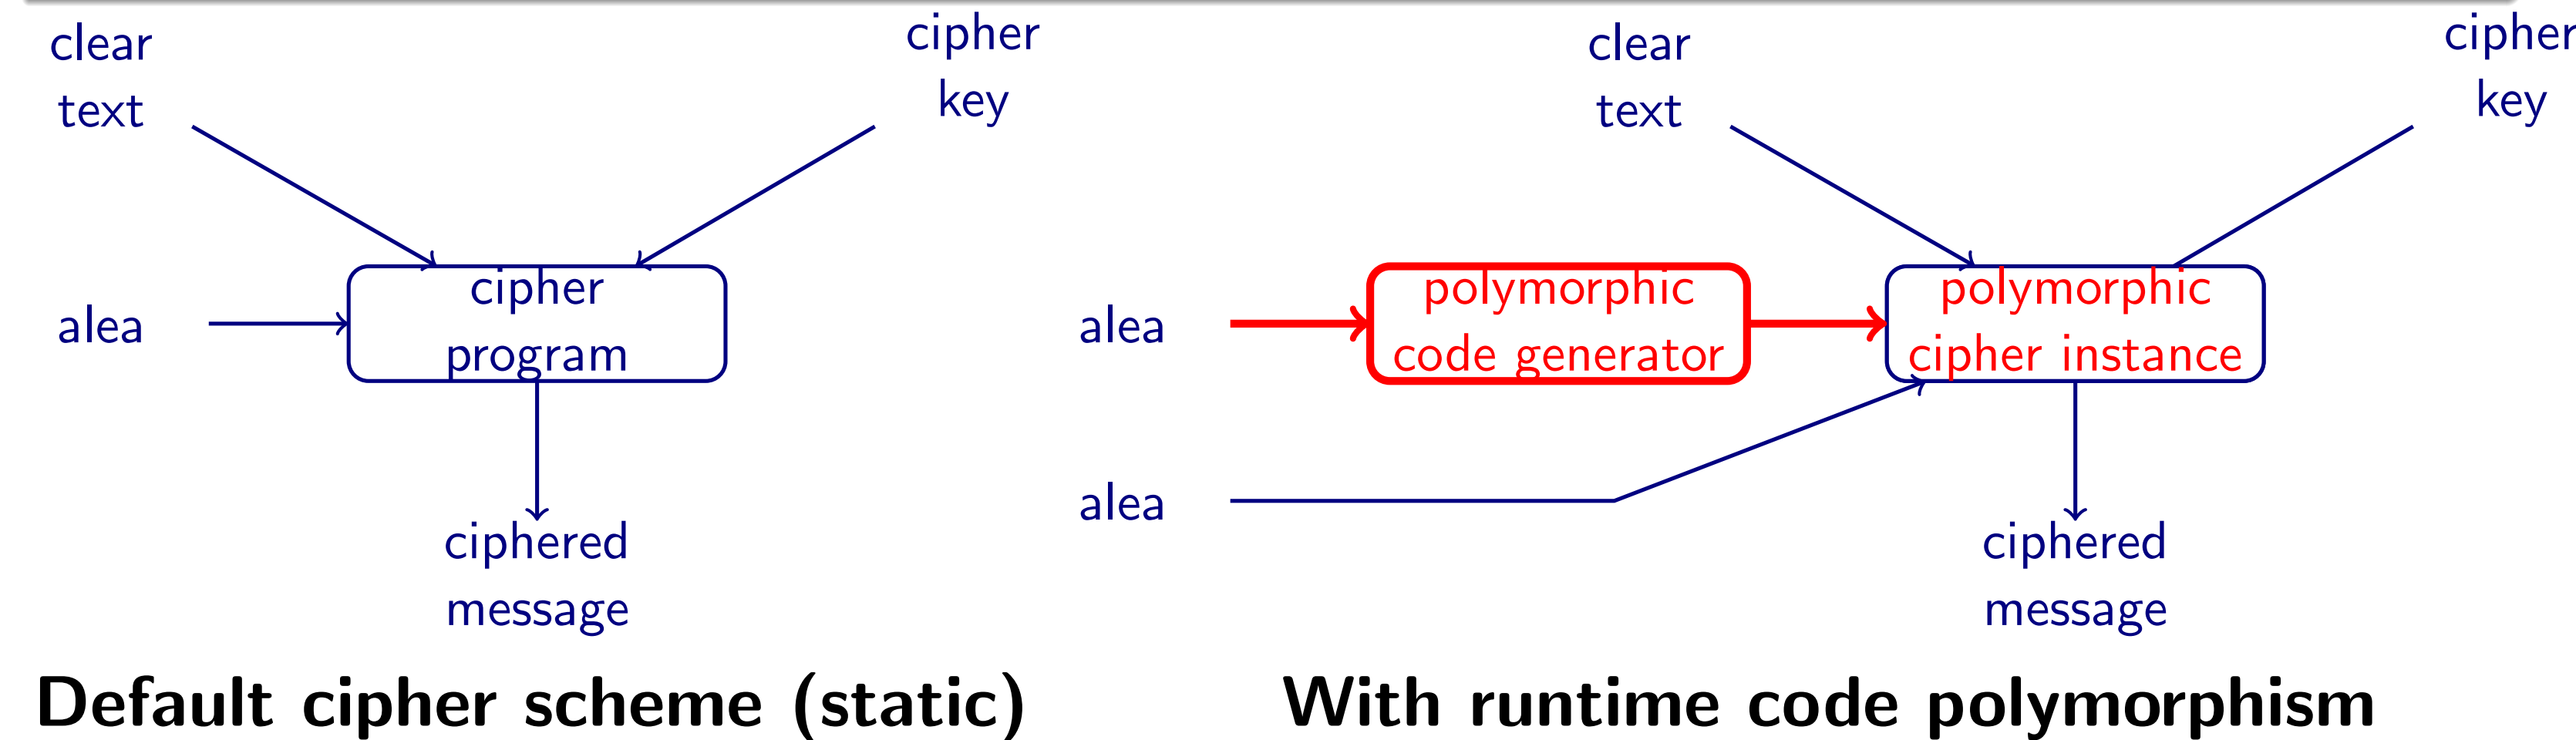 clear
text
cipher
key
alea
cipher
program
ciphered
message
Default cipher scheme (static)
clear
text
cipher
key
alea
polymorphic
code generator
polymorphic
cipher instance
alea
ciphered
message
With runtime code polymorphism